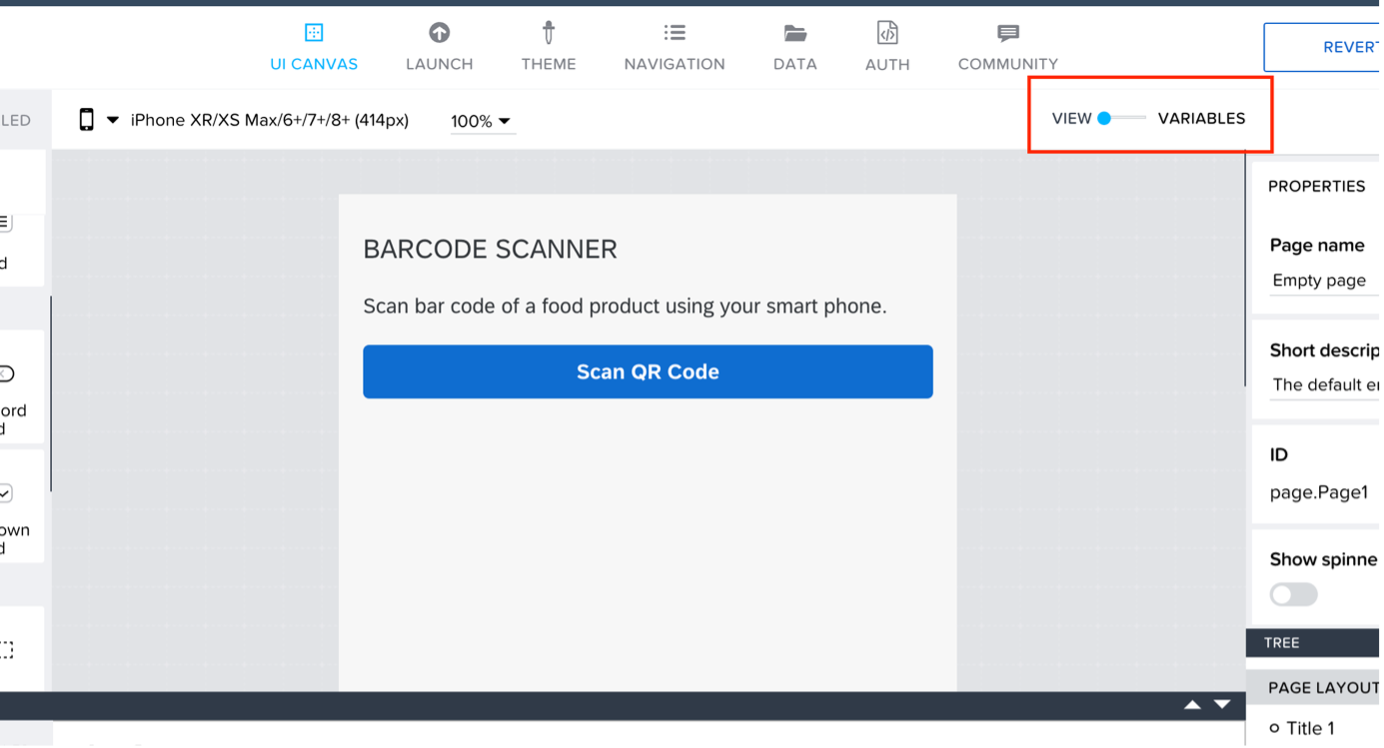 UI CANVAS LAUNCH THEME NAVIGATION DATA AUTH COMMUNITY
REVERT
LED
iPhone XR/XS Max/6+/7+/8+ (414px) 100%
VIEW VARIABLES
PROPERTIES
Page name
Empty page
Short descrip
The default e
ID
page.Page1
Show spinne
TREE
PAGE LAYOUT
Title 1
d
ord
d
own
d
BARCODE SCANNER
Scan bar code of a food product using your smart phone.
Scan QR Code